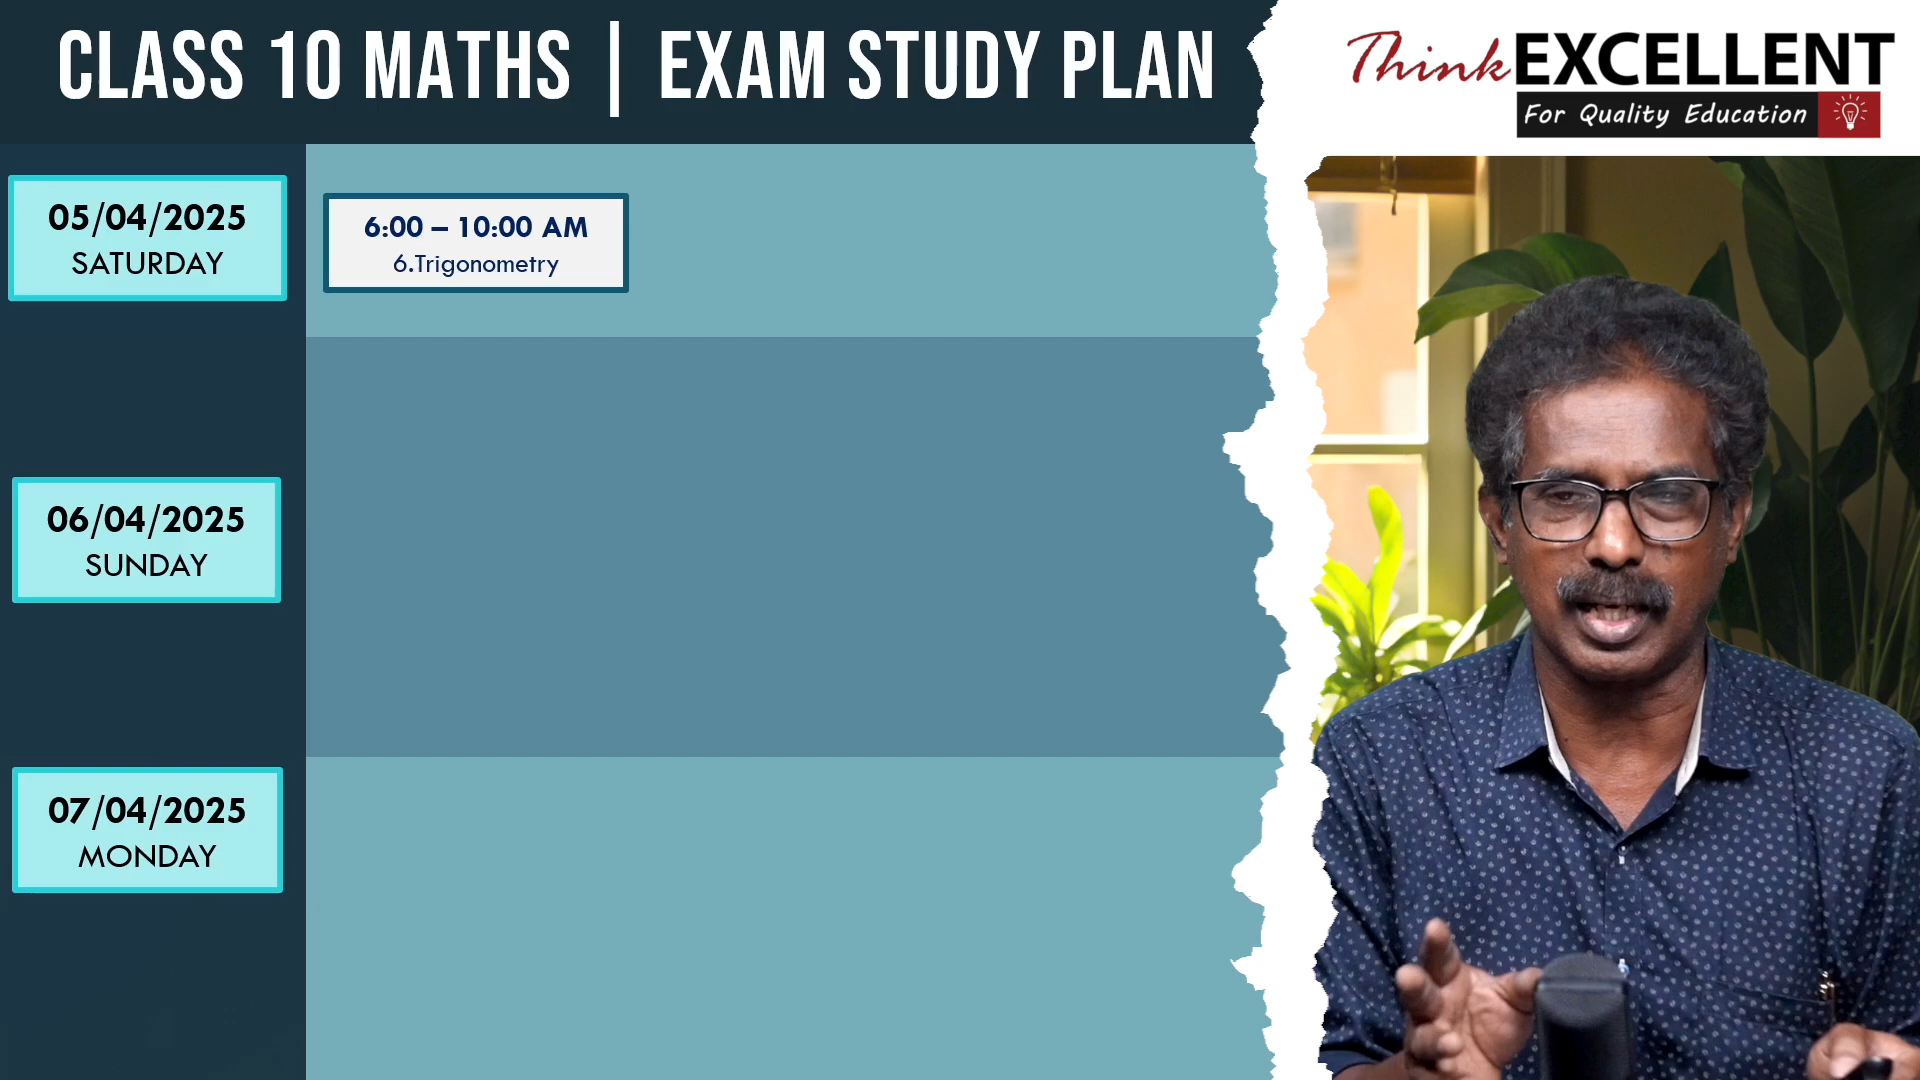 CLASS 10 MATHS | EXAM STUDY PLAN
Think EXCELLENT
For Quality Education
05/04/2025
SATURDAY
6:00 – 10:00 AM
6.Trigonometry
06/04/2025
SUNDAY
07/04/2025
MONDAY